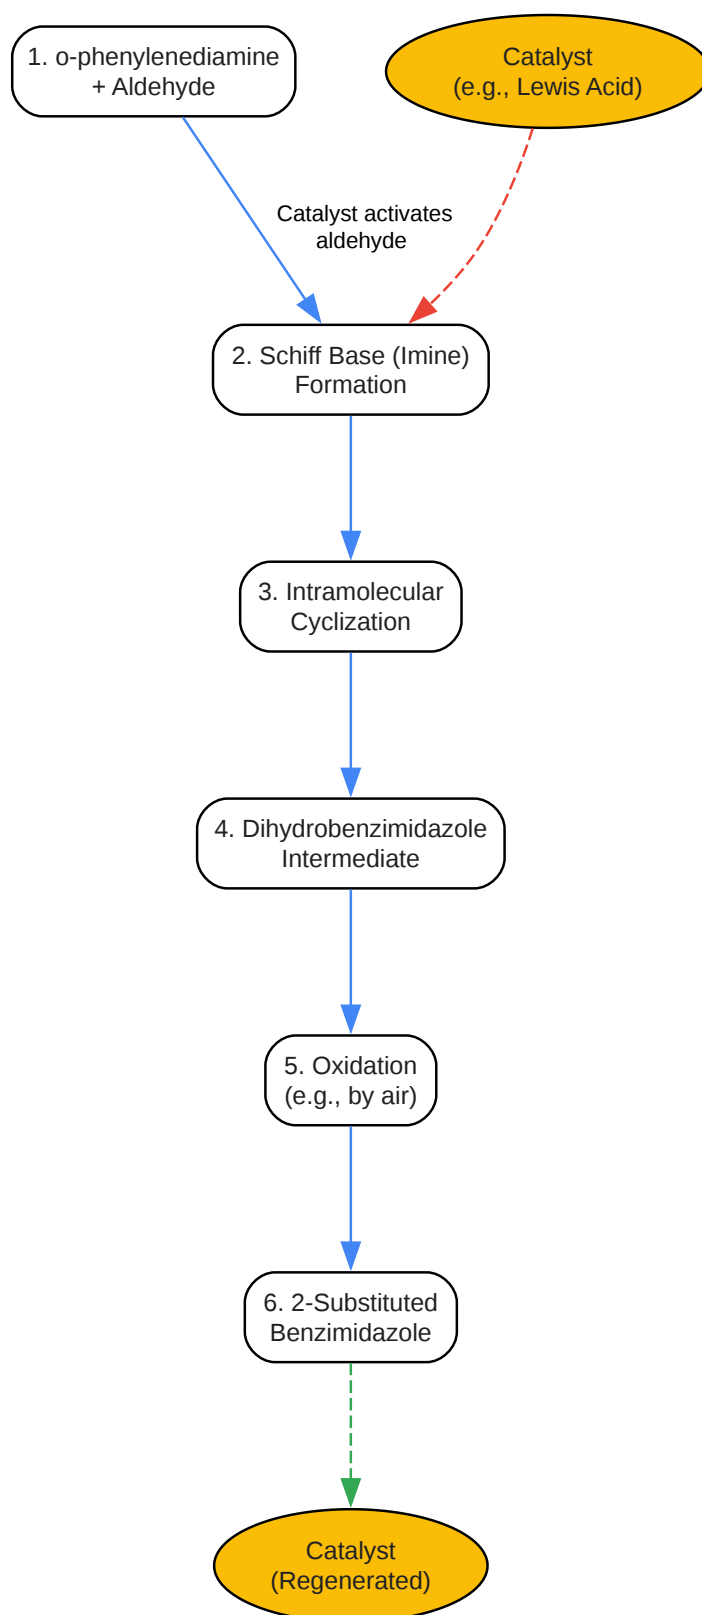 1. o-phenylenediamine
+ Aldehyde
Catalyst
(e.g., Lewis Acid)
Catalyst activates
aldehyde
2. Schiff Base (Imine)
Formation
3. Intramolecular
Cyclization
4. Dihydrobenzimidazole
Intermediate
5. Oxidation
(e.g., by air)
6. 2-Substituted
Benzimidazole
Catalyst
(Regenerated)